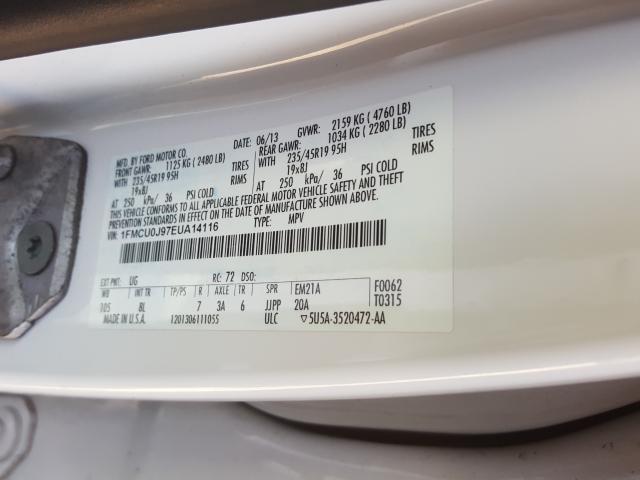 MFD. BY FORD MOTOR CO.
DATE: 06/13 GVWR: 2159 KG ( 4760 LB)
FRONT GAWR: 1125 KG ( 2480 LB)
REAR GAWR: 1034 KG ( 2280 LB)
WITH 235/45R19 95H TIRES
WITH 235/45R19 95H TIRES
19x8J RIMS
19x8J RIMS
AT 250 kPa/ 36 PSI COLD
AT 250 kPa/ 36 PSI COLD
THIS VEHICLE CONFORMS TO ALL APPLICABLE FEDERAL MOTOR VEHICLE SAFETY AND THEFT
PREVENTION STANDARDS IN EFFECT ON THE DATE OF MANUFACTURE SHOWN ABOVE.
1FMCU0J97EUA14116 TYPE: MPV
EXT PNT: UG RC: 72 DSO:
WB INT TR TP/PS R AXLE TR SPR EM21A F0062
105 8L 7 3A 6 JJPP 20A T0315
MADE IN U.S.A. 1201306111055 ULC ▽5U5A-3520472-AA